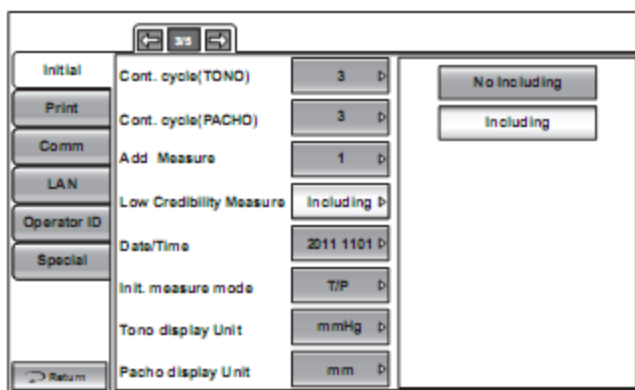 3/5
Initial
Print
Comm
LAN
Operator ID
Special
Return
Cont. cycle(TONO) 3
Cont. cycle(PACHO) 3
Add Measure 1
Low Credibility Measure Including
Date/Time 2011 1101
Init. measure mode T/P
Tono display Unit mmHg
Pacho display Unit mm
No Including
Including